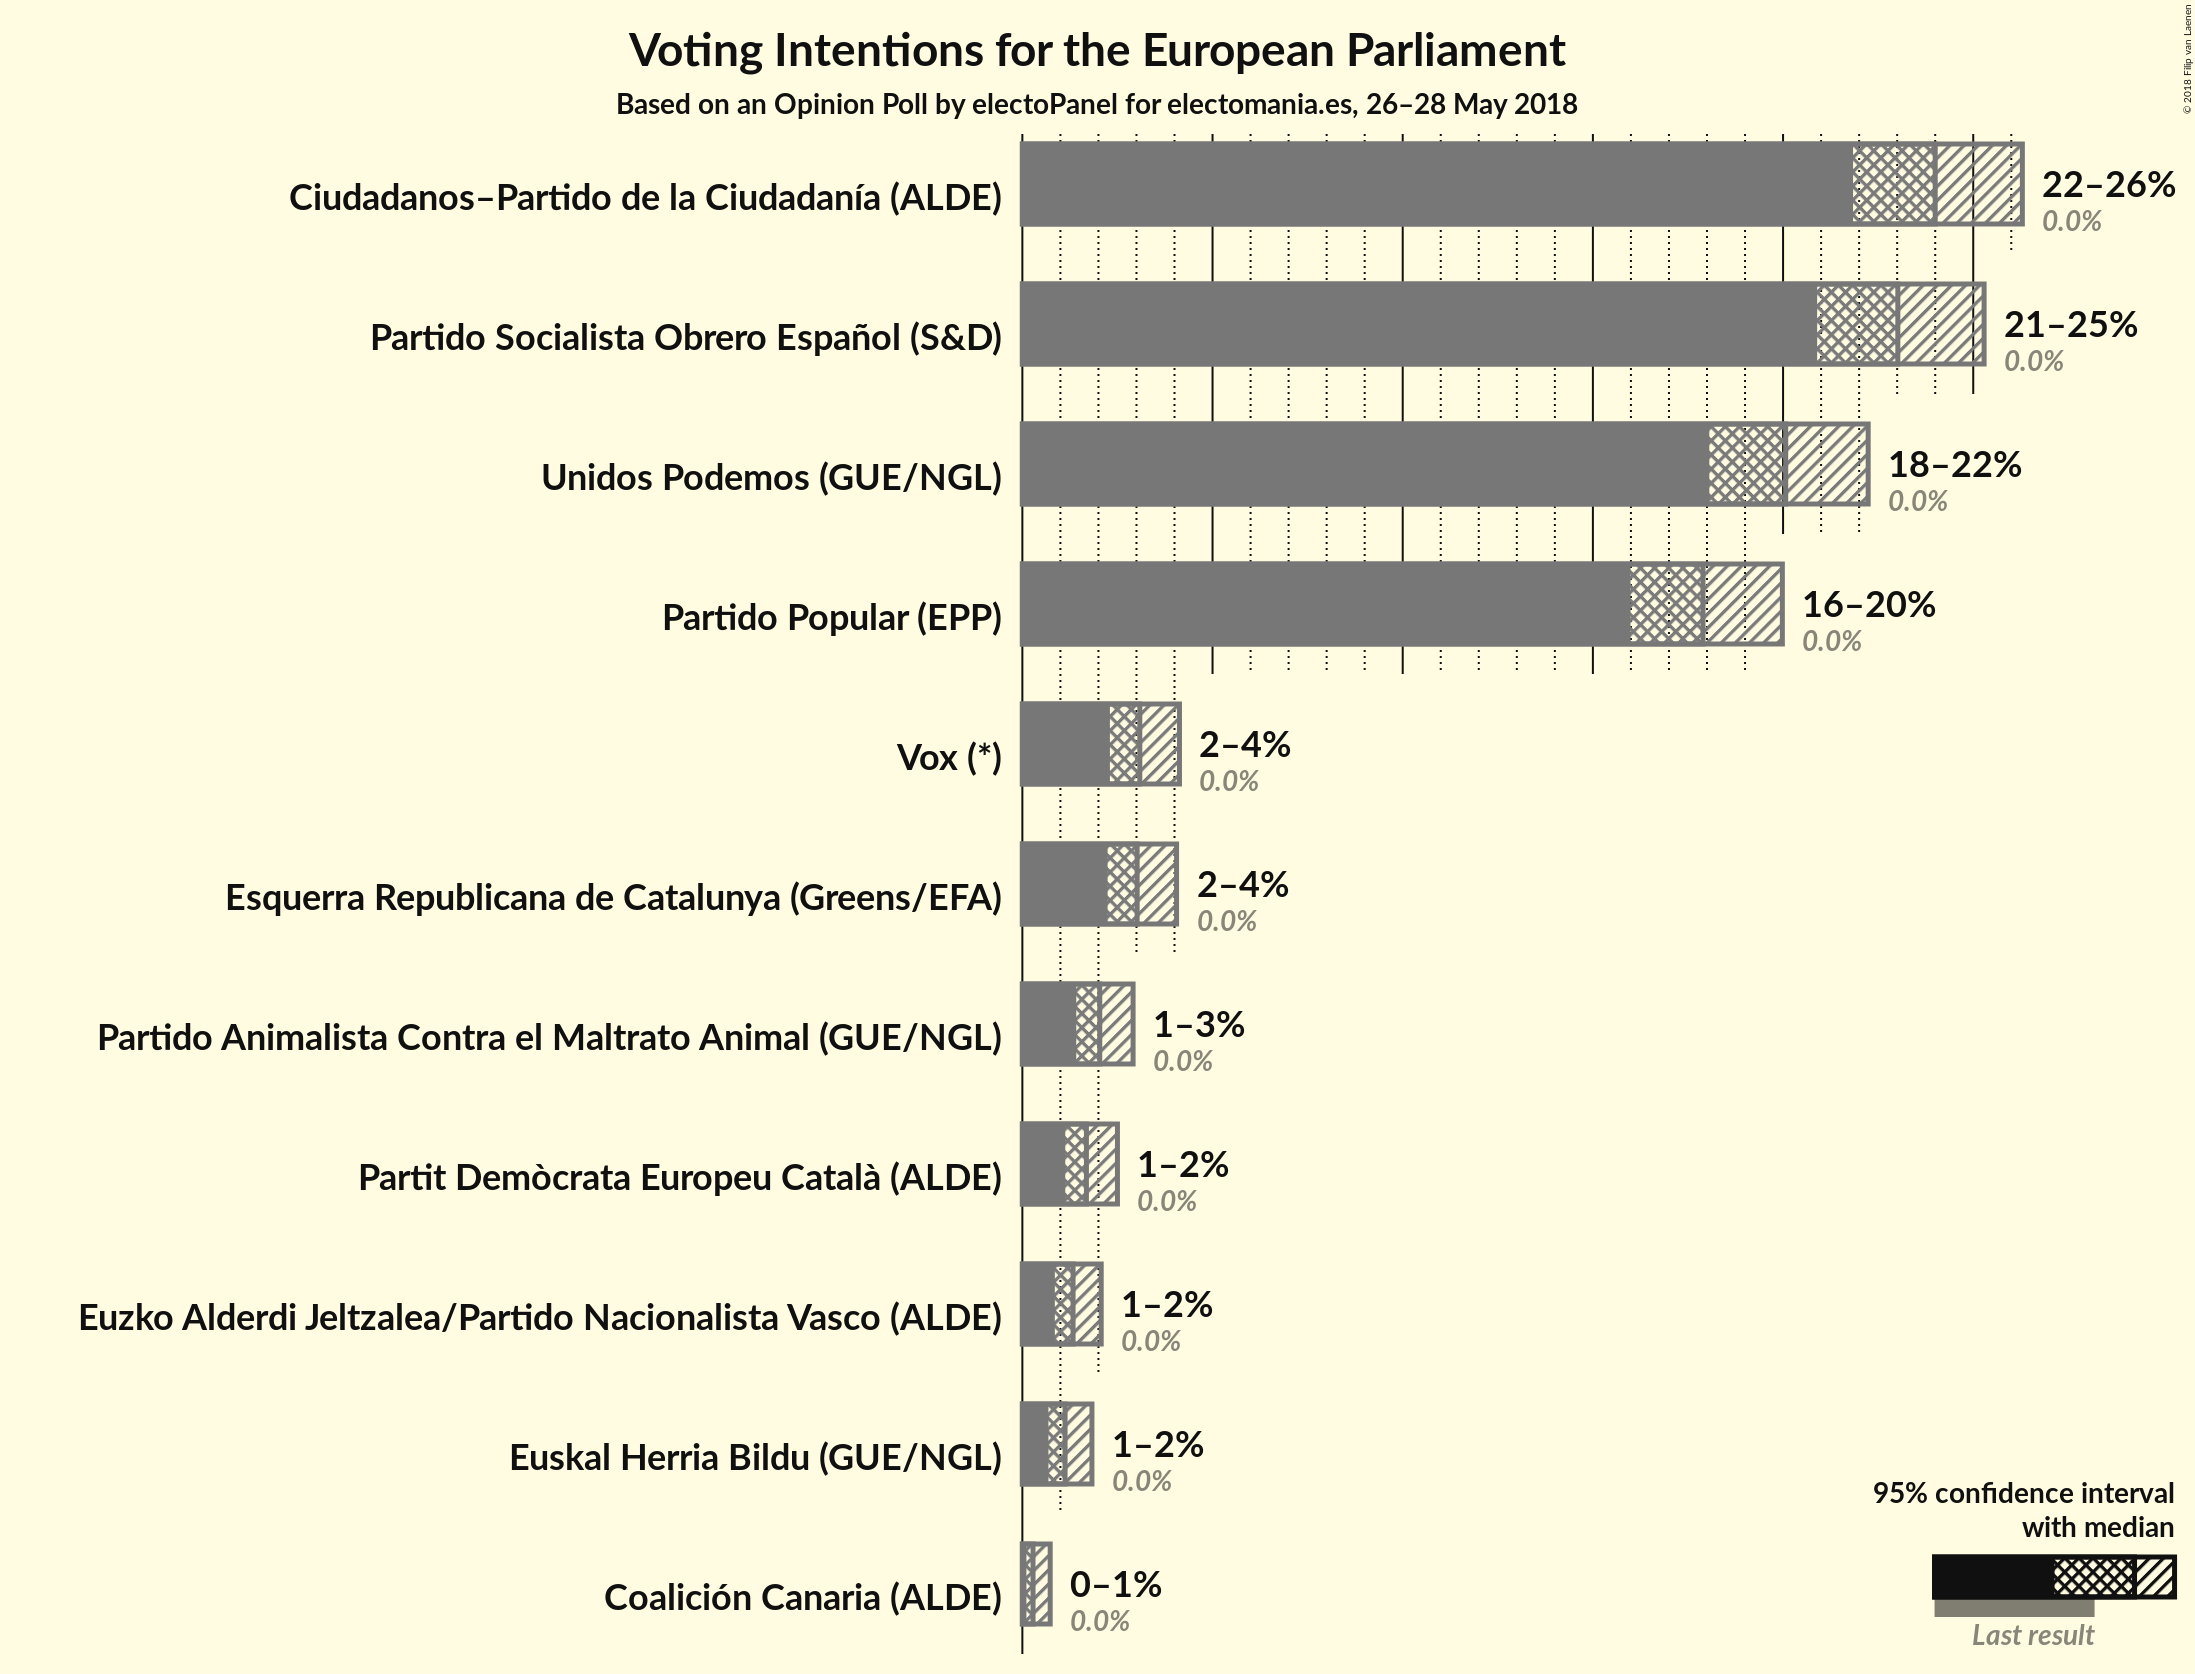 Voting Intentions for the European Parliament
Based on an Opinion Poll by electoPanel for electomania.es, 26–28 May 2018
© 2018 Filip van Laenen
Ciudadanos–Partido de la Ciudadanía (ALDE)
22–26%
0.0%
Partido Socialista Obrero Español (S&D)
21–25%
0.0%
Unidos Podemos (GUE/NGL)
18–22%
0.0%
Partido Popular (EPP)
16–20%
0.0%
Vox (*)
2–4%
0.0%
Esquerra Republicana de Catalunya (Greens/EFA)
2–4%
0.0%
Partido Animalista Contra el Maltrato Animal (GUE/NGL)
1–3%
0.0%
Partit Demòcrata Europeu Català (ALDE)
1–2%
0.0%
Euzko Alderdi Jeltzalea/Partido Nacionalista Vasco (ALDE)
1–2%
0.0%
Euskal Herria Bildu (GUE/NGL)
1–2%
0.0%
Coalición Canaria (ALDE)
0–1%
0.0%
95% confidence interval
with median
Last result